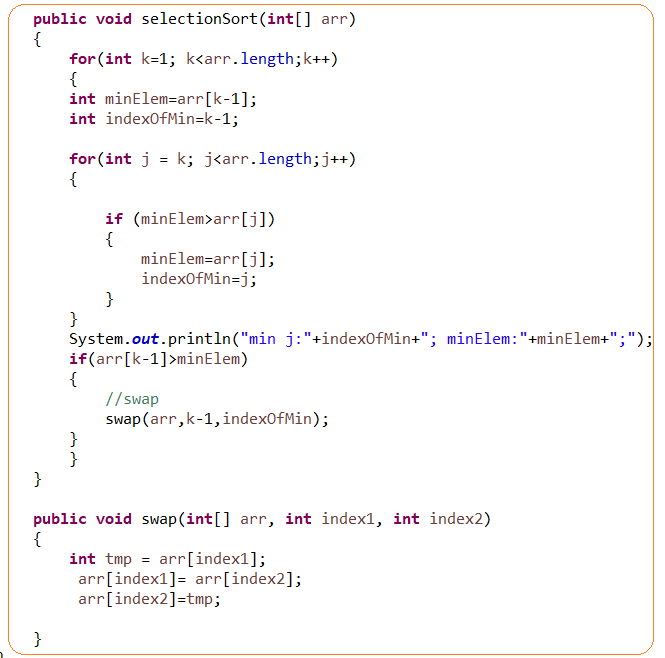 public void selectionSort(int[] arr)
{
    for(int k=1; k<arr.length;k++)
    {
    int minElem=arr[k-1];
    int indexOfMin=k-1;

    for(int j = k; j<arr.length;j++)
    {

        if (minElem>arr[j])
        {
            minElem=arr[j];
            indexOfMin=j;
        }
    }
    System.out.println("min j:"+indexOfMin+"; minElem:"+minElem+";");
    if(arr[k-1]>minElem)
    {
        //swap
        swap(arr,k-1,indexOfMin);
    }
    }
}

public void swap(int[] arr, int index1, int index2)
{
    int tmp = arr[index1];
     arr[index1]= arr[index2];
     arr[index2]=tmp;

}